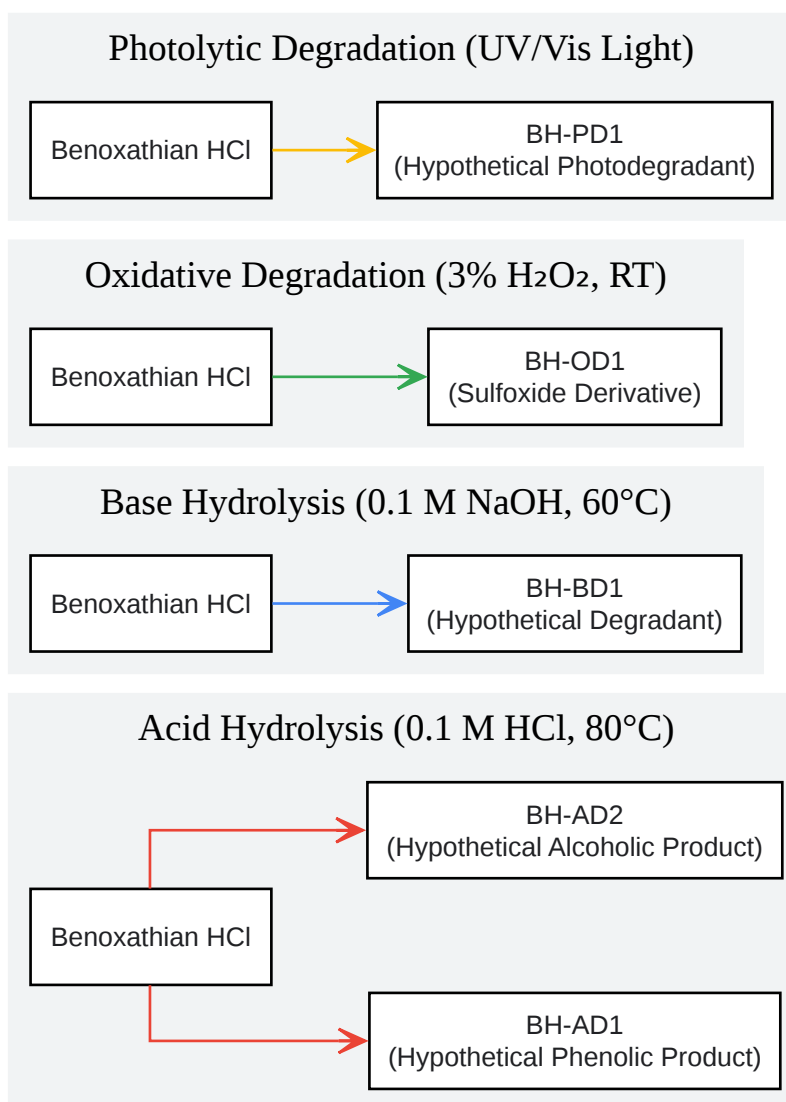 Photolytic Degradation (UV/Vis Light)
Benoxathian HCl
BH-PD1
(Hypothetical Photodegradant)
Oxidative Degradation (3% H₂O₂, RT)
Benoxathian HCl
BH-OD1
(Sulfoxide Derivative)
Base Hydrolysis (0.1 M NaOH, 60°C)
Benoxathian HCl
BH-BD1
(Hypothetical Degradant)
Acid Hydrolysis (0.1 M HCl, 80°C)
BH-AD2
(Hypothetical Alcoholic Product)
Benoxathian HCl
BH-AD1
(Hypothetical Phenolic Product)